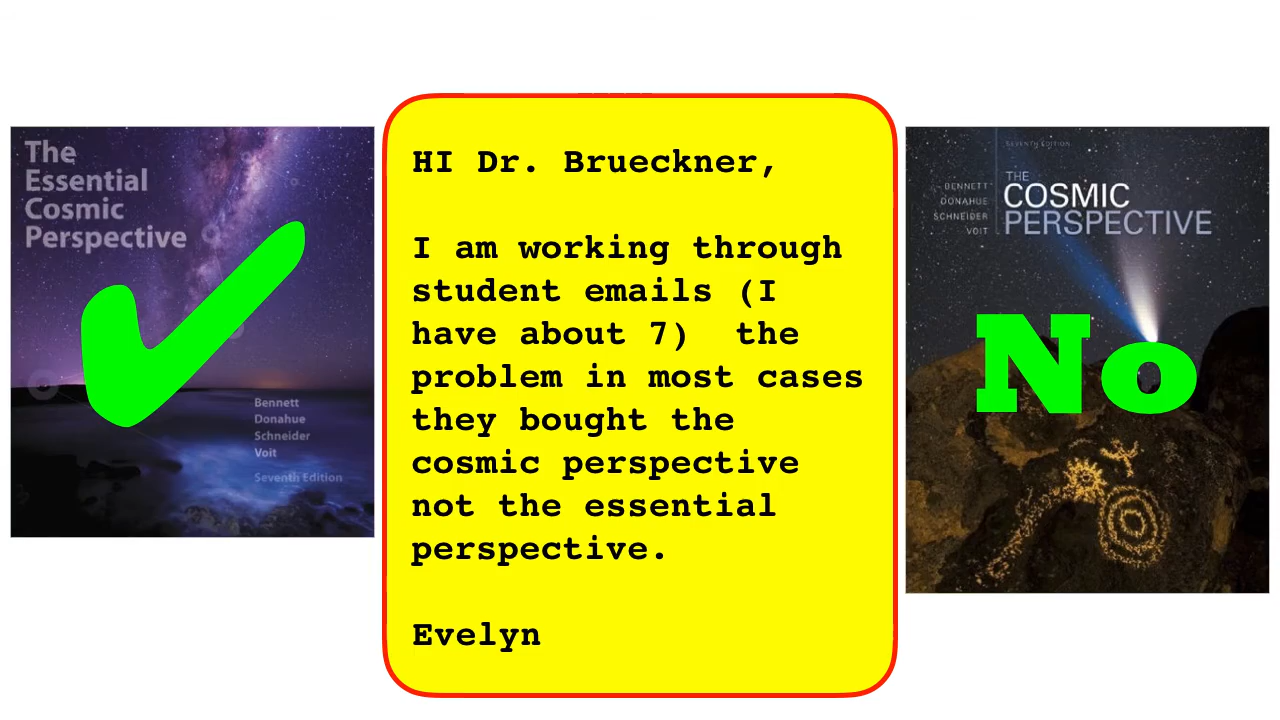 The
Essential
Cosmic
Perspective
Bennett
Donahue
Schneider
Voit
Seventh Edition
HI Dr. Brueckner,
I am working through
student emails (I
have about 7)  the
problem in most cases
they bought the
cosmic perspective
not the essential
perspective.
Evelyn
SEVENTH EDITION
THE
COSMIC
PERSPECTIVE
BENNETT
DONAHUE
SCHNEIDER
VOIT
No